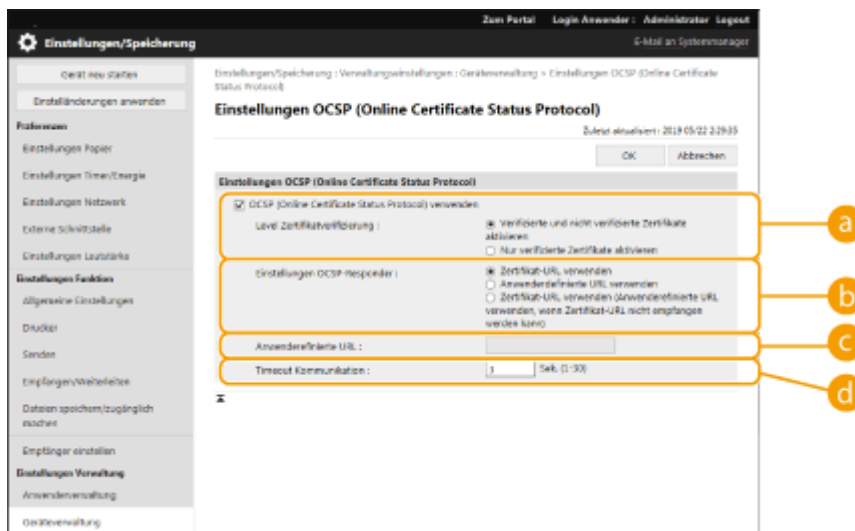 Zum Portal Login Anwender : Administrator Logout
Einstellungen/Speicherung
E-Mail an Systemmanager
Gerät neu starten
Einstelländerungen anwenden
Präferenzen
Einstellungen Papier
Einstellungen Timer/Energie
Einstellungen Netzwerk
Externe Schnittstelle
Einstellungen Lautstärke
Einstellungen Funktion
Allgemeine Einstellungen
Drucker
Senden
Empfangen/Weiterleiten
Dateien speichern/zugänglich
machen
Empfänger einstellen
Einstellungen Verwaltung
Anwenderverwaltung
Geräteverwaltung
Einstellungen/Speicherung : Verwaltungseinstellungen : Geräteverwaltung > Einstellungen OCSP (Online Certificate
Status Protocol)
Einstellungen OCSP (Online Certificate Status Protocol)
Zuletzt aktualisiert : 2019 05/22 2:29:35
OK Abbrechen
Einstellungen OCSP (Online Certificate Status Protocol)
OCSP (Online Certificate Status Protocol) verwenden
Level Zertifikatverifizierung :
Verifizierte und nicht verifizierte Zertifikate
aktivieren
Nur verifizierte Zertifikate aktivieren
a
Einstellungen OCSP-Responder :
Zertifikat-URL verwenden
Anwenderdefinierte URL verwenden
Zertifikat-URL verwenden (Anwenderefinierte URL
verwenden, wenn Zertifikat-URL nicht empfangen
werden kann)
b
Anwenderefinierte URL :
c
Timeout Kommunikation :
3 Sek. (1-30)
d